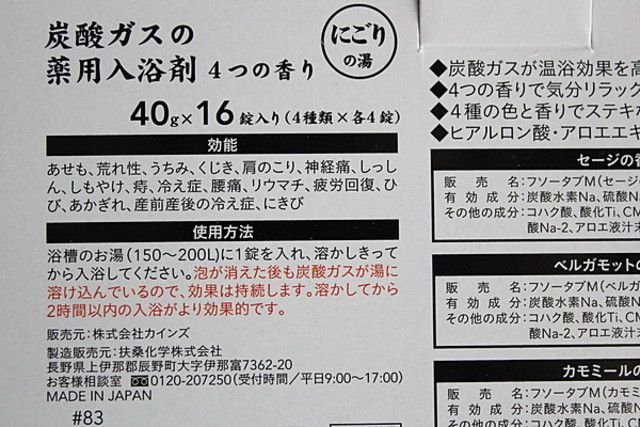 炭酸ガスの
薬用入浴剤 4つの香り
にごり
の湯
40g×16錠入り(4種類×各4錠)
効能
あせも、荒れ性、うちみ、くじき、肩のこり、神経痛、しっし
ん、しもやけ、痔、冷え症、腰痛、リウマチ、疲労回復、ひ
び、あかぎれ、産前産後の冷え症、にきび
使用方法
浴槽のお湯(150〜200L)に1錠を入れ、溶かしきって
から入浴してください。泡が消えた後も炭酸ガスが湯に
溶け込んでいるので、効果は持続します。溶かしてから
2時間以内の入浴がより効果的です。
販売元:株式会社カインズ
製造販売元:扶桑化学株式会社
長野県上伊那郡辰野町大字伊那富7362-20
お客様相談室 0120-207250(受付時間/平日9:00〜17:00)
MADE IN JAPAN
#83
◆炭酸ガスが温浴効果を高
◆4つの香りで気分リラック
◆4種の色と香りでステキ
◆ヒアルロン酸・アロエエキ
セージの香
販売名:フソータブM(セージ
有効成分:炭酸水素Na、硫酸N
その他の成分:コハク酸、酸化Ti、CM
酸Na-2、アロエ液汁末
ベルガモットの
販売名:フソータブM(ベルガ
有効成分:炭酸水素Na、硫酸N
その他の成分:コハク酸、酸化Ti、CM
酸Na-2、アロエ液汁
カモミールの
販売名:フソータブM(カモミ
有効成分:炭酸水素Na、硫酸N
その他の成分:コハク酸、酸化Ti、CM